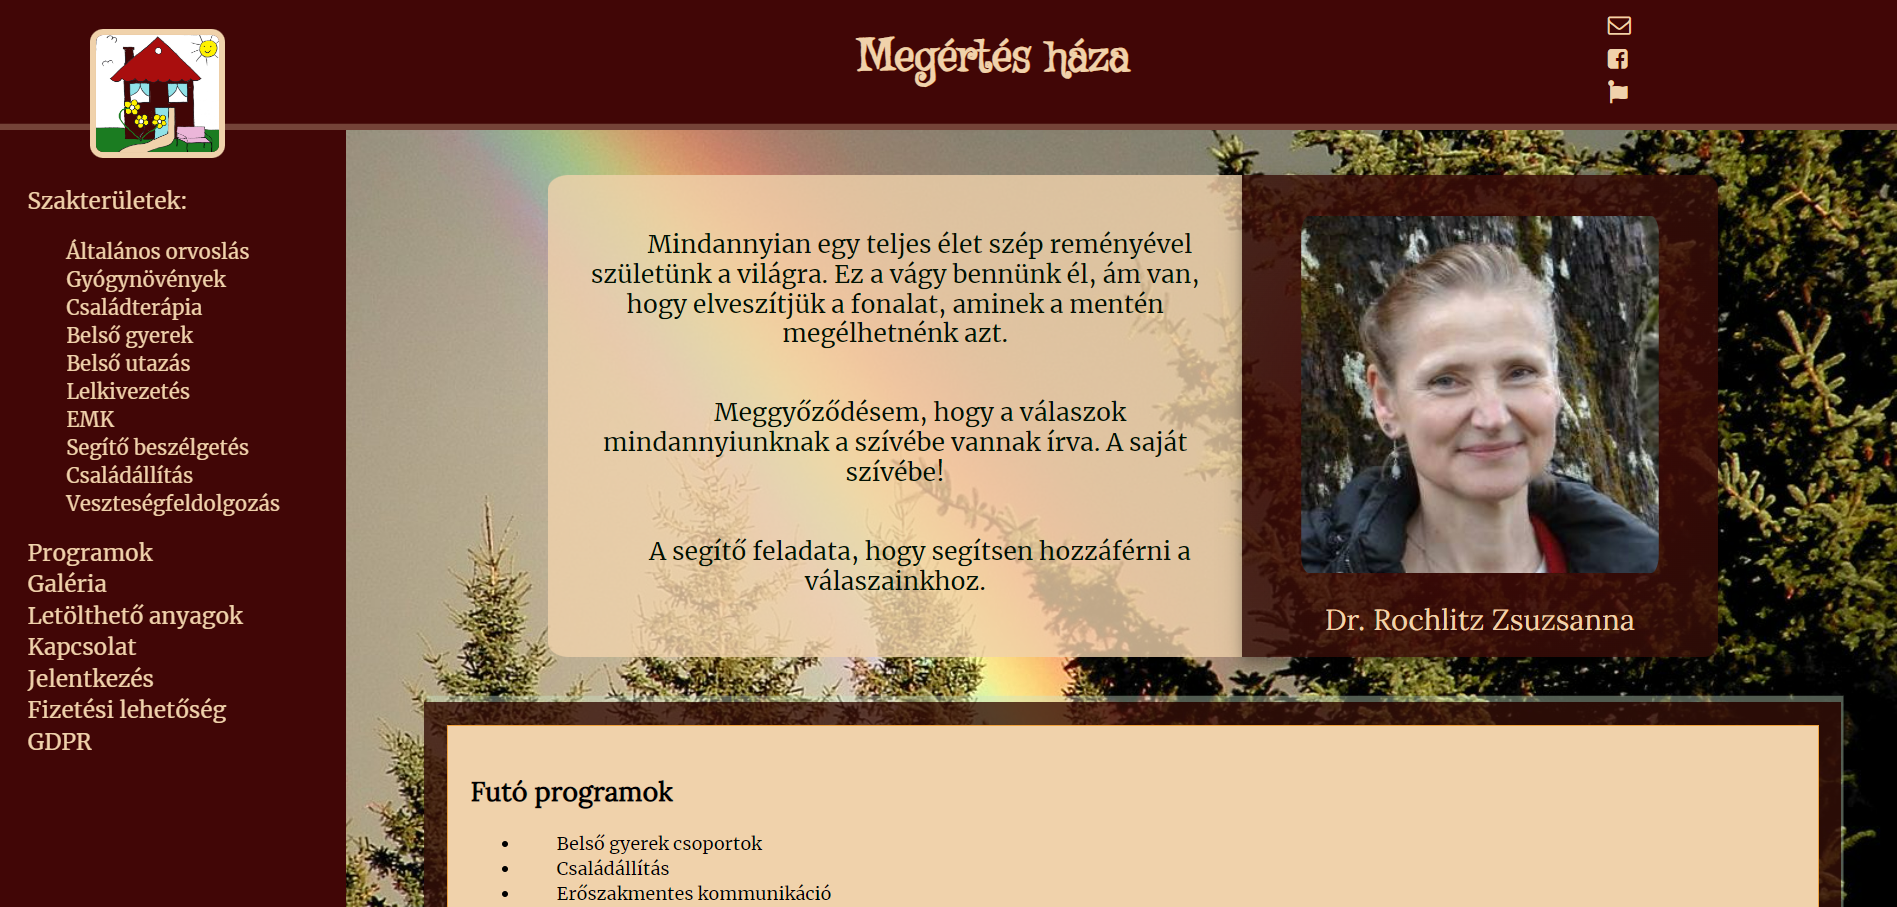 Megértés háza
Szakterületek:
Általános orvoslás
Gyógynövények
Családterápia
Belső gyerek
Belső utazás
Lelkivezetés
EMK
Segítő beszélgetés
Családállítás
Veszteségfeldolgozás
Programok
Galéria
Letölthető anyagok
Kapcsolat
Jelentkezés
Fizetési lehetőség
GDPR
Mindannyian egy teljes élet szép reményével
születünk a világra. Ez a vágy bennünk él, ám van,
hogy elveszítjük a fonalat, aminek a mentén
megélhetnénk azt.
Meggyőződésem, hogy a válaszok
mindannyiunknak a szívébe vannak írva. A saját
szívébe!
A segítő feladata, hogy segítsen hozzáférni a
válaszainkhoz.
Dr. Rochlitz Zsuzsanna
Futó programok
• Belső gyerek csoportok
• Családállítás
• Erőszakmentes kommunikáció